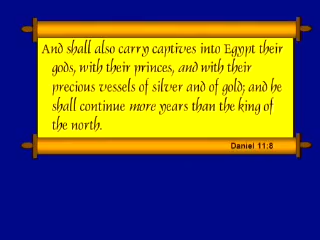 And shall also carry captives into Egypt their
gods, with their princes, and with their
precious vessels of silver and of gold; and he
shall continue more years than the king of
the north.
Daniel 11:8